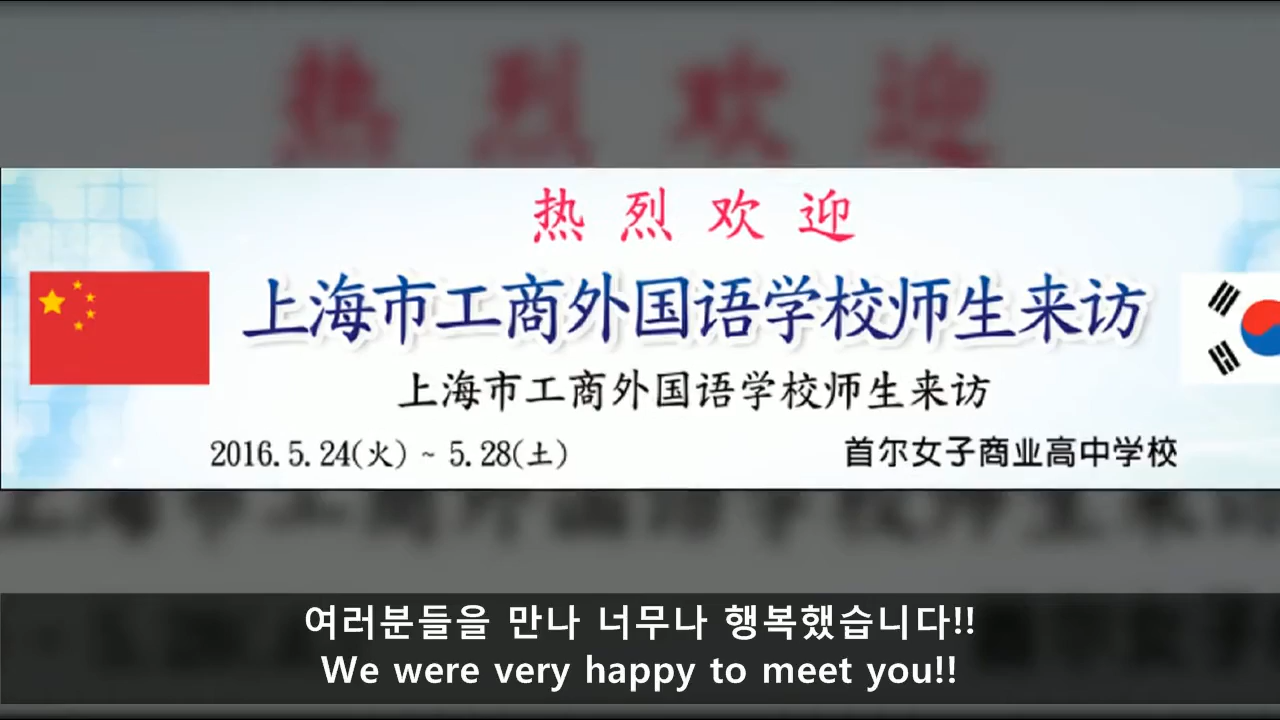 热烈欢迎
上海市工商外国语学校师生来访
上海市工商外国语学校师生来访
2016.5.24(火) ~ 5.28(土)
首尔女子商业高中学校
여러분들을 만나 너무나 행복했습니다!!
We were very happy to meet you!!